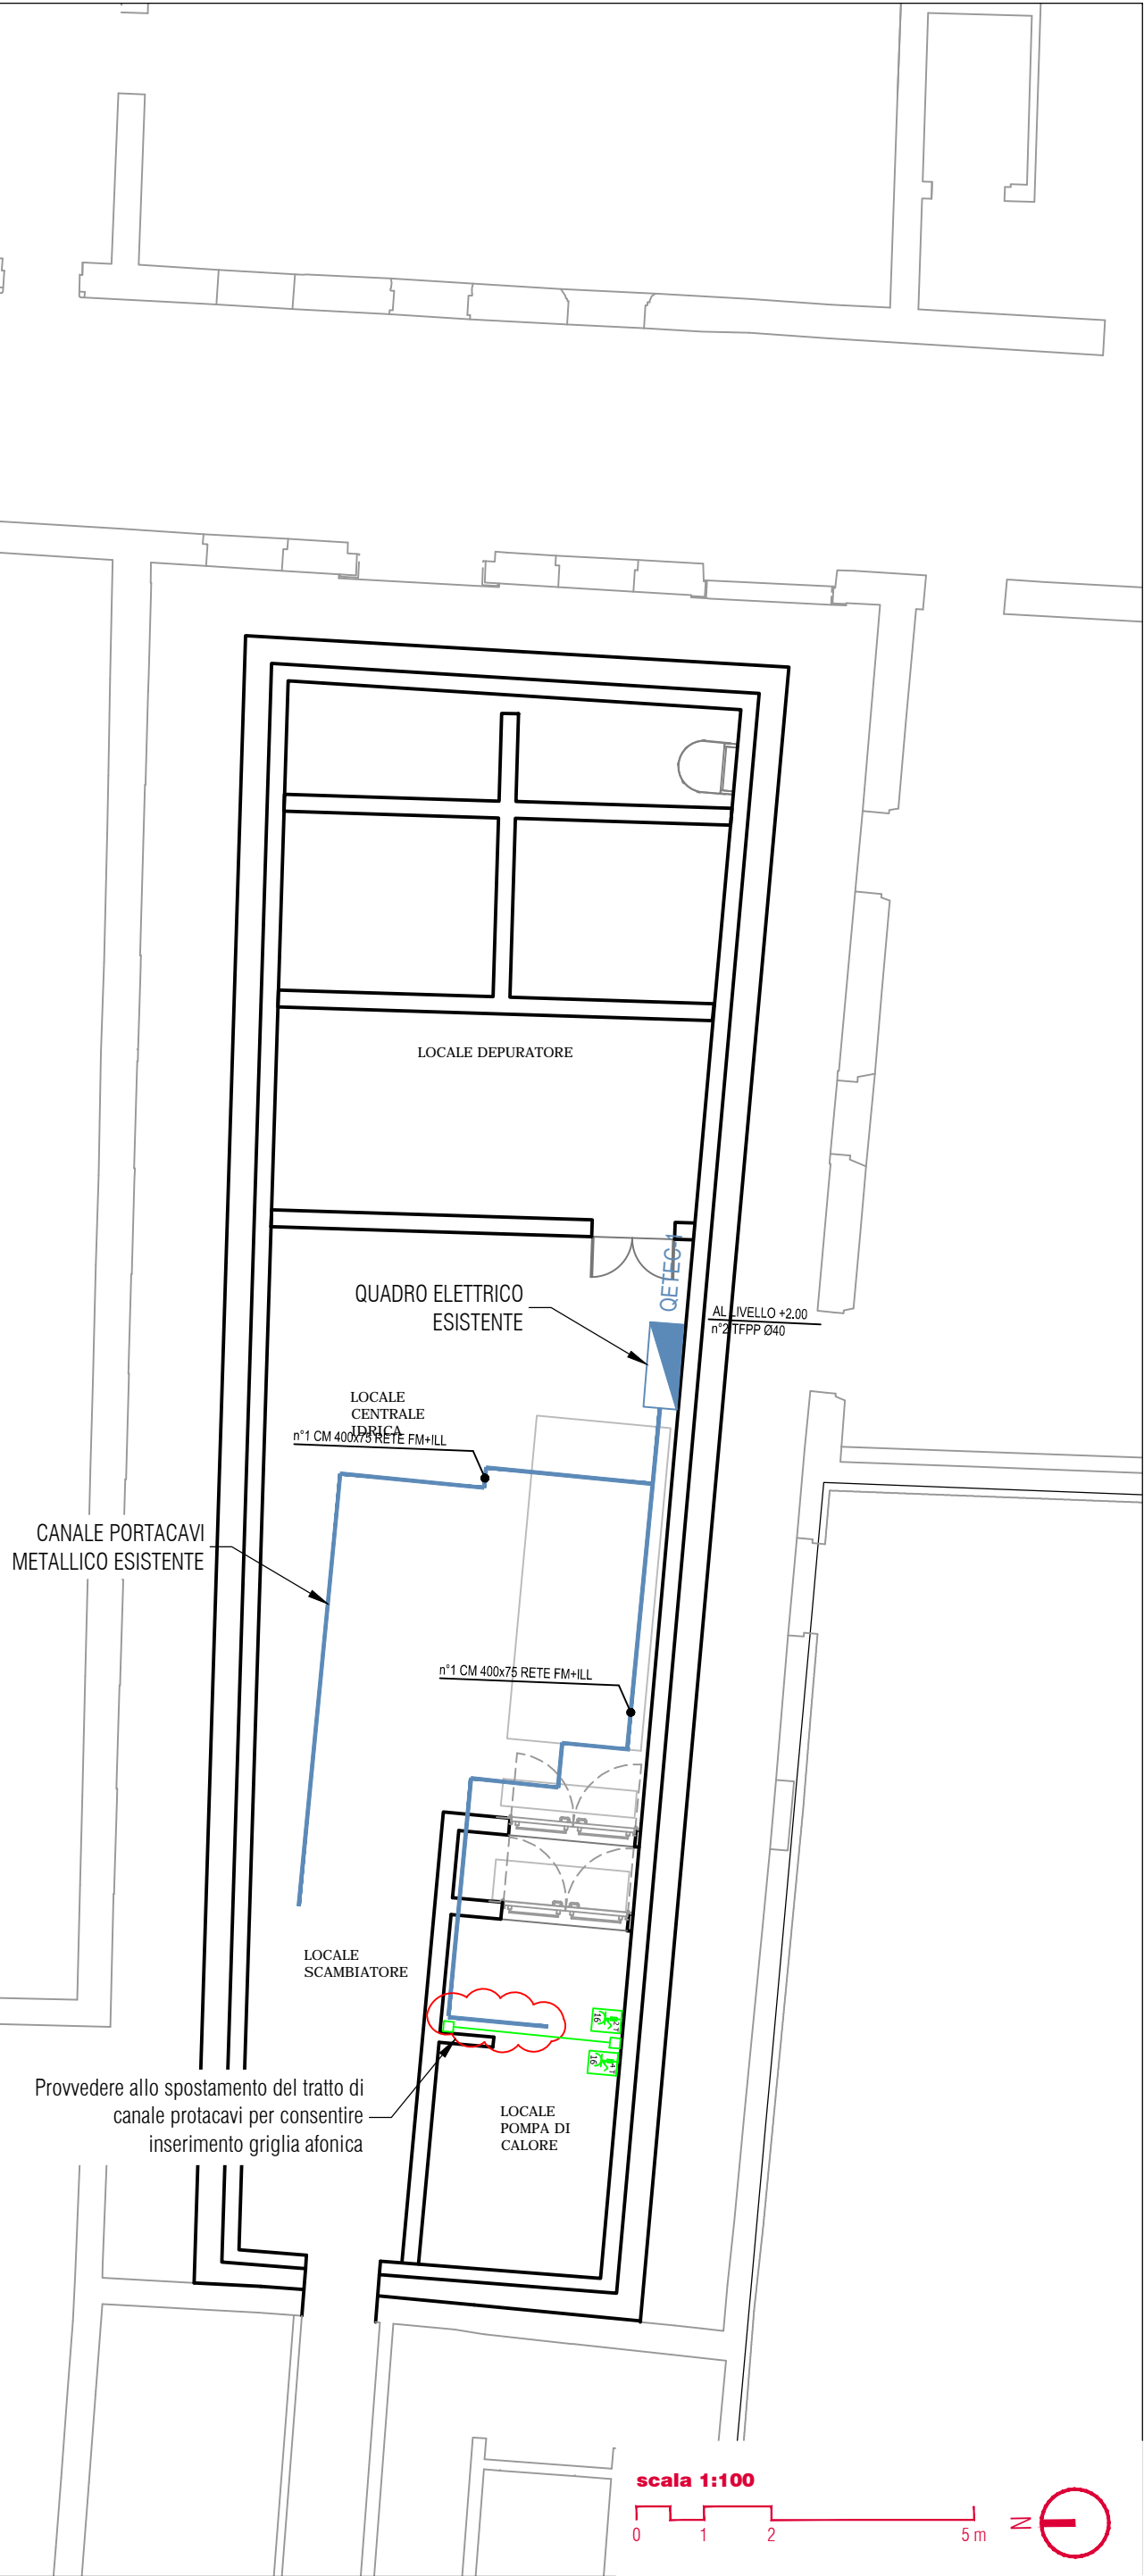 LOCALE DEPURATORE
QETEC-1
QUADRO ELETTRICO
ESISTENTE
AL LIVELLO +2.00
n°2 TFPP Ø40
LOCALE
CENTRALE
IDRICA
n°1 CM 400x75 RETE FM+ILL
CANALE PORTACAVI
METALLICO ESISTENTE
n°1 CM 400x75 RETE FM+ILL
LOCALE
SCAMBIATORE
16
16
Provvedere allo spostamento del tratto di
canale protacavi per consentire
inserimento griglia afonica
LOCALE
POMPA DI
CALORE
scala 1:100
0 1 2 5 m
N